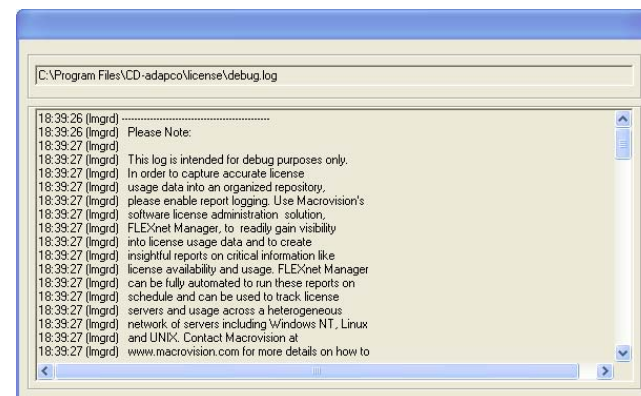 C:\Program Files\CD-adapco\license\debug.log
18:39:26 (lmgrd) -----------------------------------------------
18:39:26 (lmgrd) Please Note:
18:39:27 (lmgrd)
18:39:27 (lmgrd) This log is intended for debug purposes only.
18:39:27 (lmgrd) In order to capture accurate license
18:39:27 (lmgrd) usage data into an organized repository,
18:39:27 (lmgrd) please enable report logging. Use Macrovision's
18:39:27 (lmgrd) software license administration solution,
18:39:27 (lmgrd) FLEXnet Manager, to readily gain visibility
18:39:27 (lmgrd) into license usage data and to create
18:39:27 (lmgrd) insightful reports on critical information like
18:39:27 (lmgrd) license availability and usage. FLEXnet Manager
18:39:27 (lmgrd) can be fully automated to run these reports on
18:39:27 (lmgrd) schedule and can be used to track license
18:39:27 (lmgrd) servers and usage across a heterogeneous
18:39:27 (lmgrd) network of servers including Windows NT, Linux
18:39:27 (lmgrd) and UNIX. Contact Macrovision at
18:39:27 (lmgrd) www.macrovision.com for more details on how to